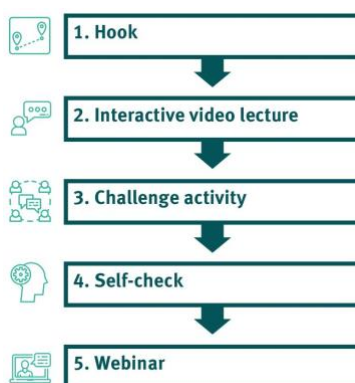 1. Hook
2. Interactive video lecture
3. Challenge activity
4. Self-check
5. Webinar